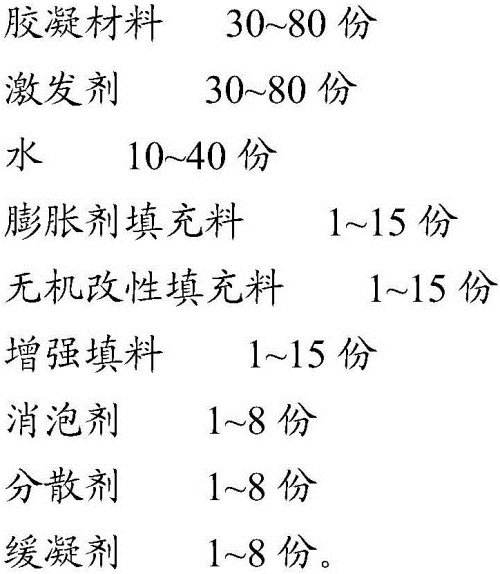 胶凝材料 30~80 份
激发剂 30~80 份
水 10~40 份
膨胀剂填充料 1~15 份
无机改性填充料 1~15 份
增强填料 1~15 份
消泡剂 1~8 份
分散剂 1~8 份
缓凝剂 1~8 份。